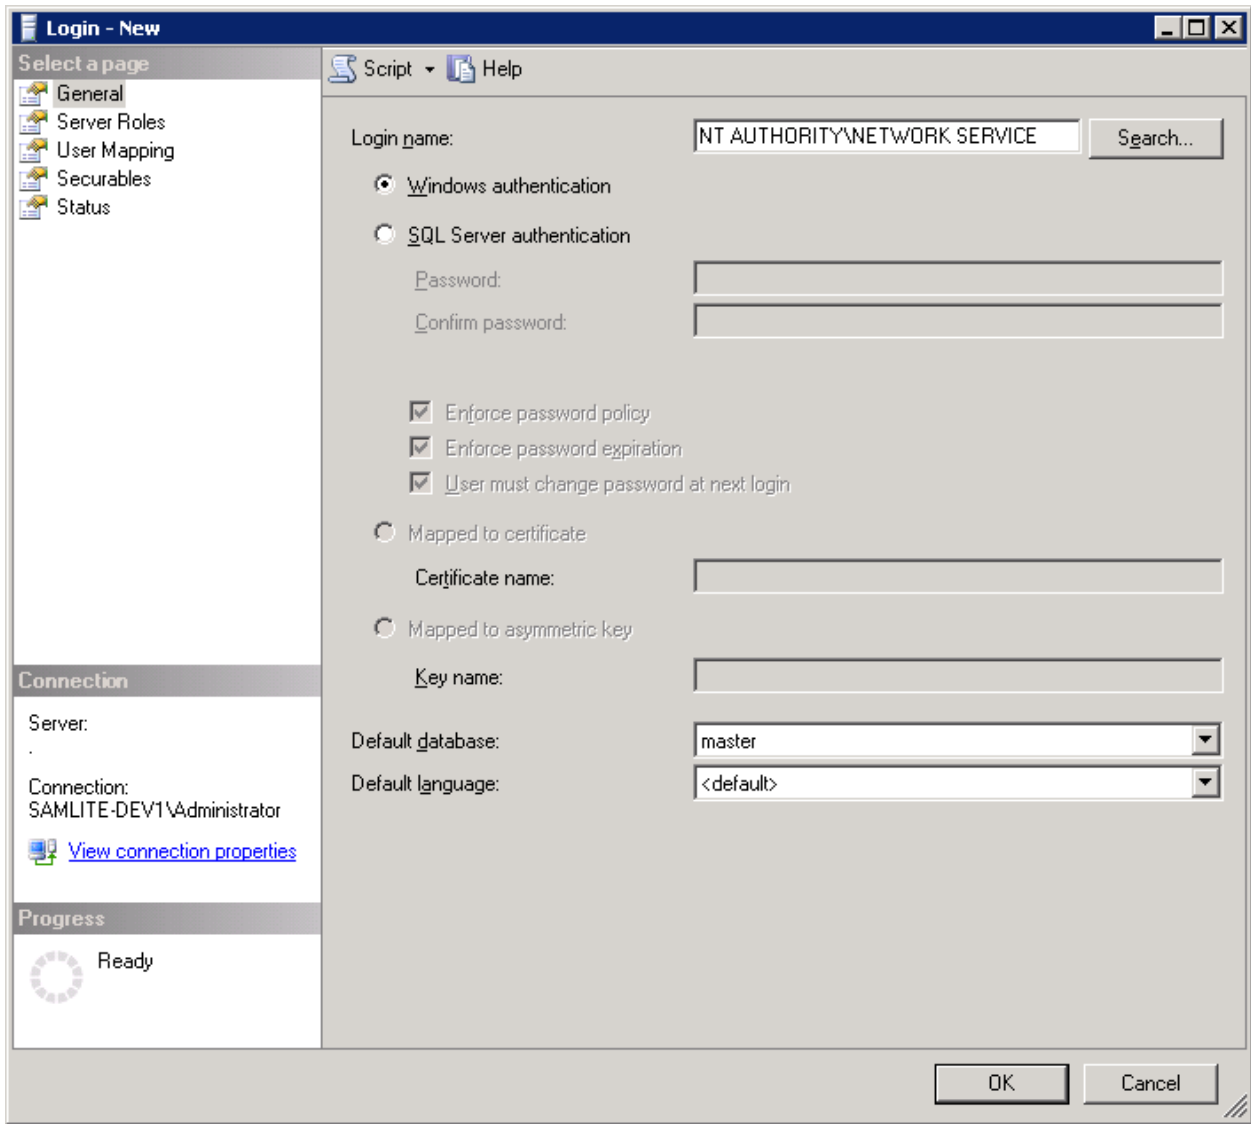 Login - New
Select a page
General
Server Roles
User Mapping
Securables
Status
Script Help
Login name: NT AUTHORITY\NETWORK SERVICE Search...
Windows authentication
SQL Server authentication
Password:
Confirm password:
Enforce password policy
Enforce password expiration
User must change password at next login
Mapped to certificate
Certificate name:
Mapped to asymmetric key
Key name:
Default database: master
Default language: <default>
Connection
Server:
.
Connection:
SAMLITE-DEV1\Administrator
View connection properties
Progress
Ready
OK Cancel